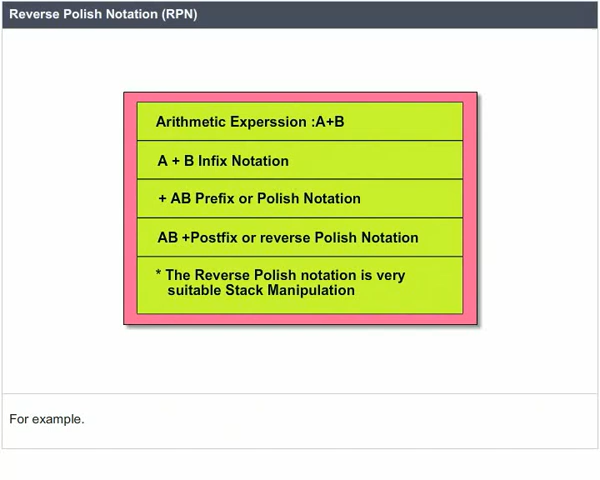 Reverse Polish Notation (RPN)
Arithmetic Experssion :A+B
A + B Infix Notation
+ AB Prefix or Polish Notation
AB +Postfix or reverse Polish Notation
* The Reverse Polish notation is very
suitable Stack Manipulation
For example.